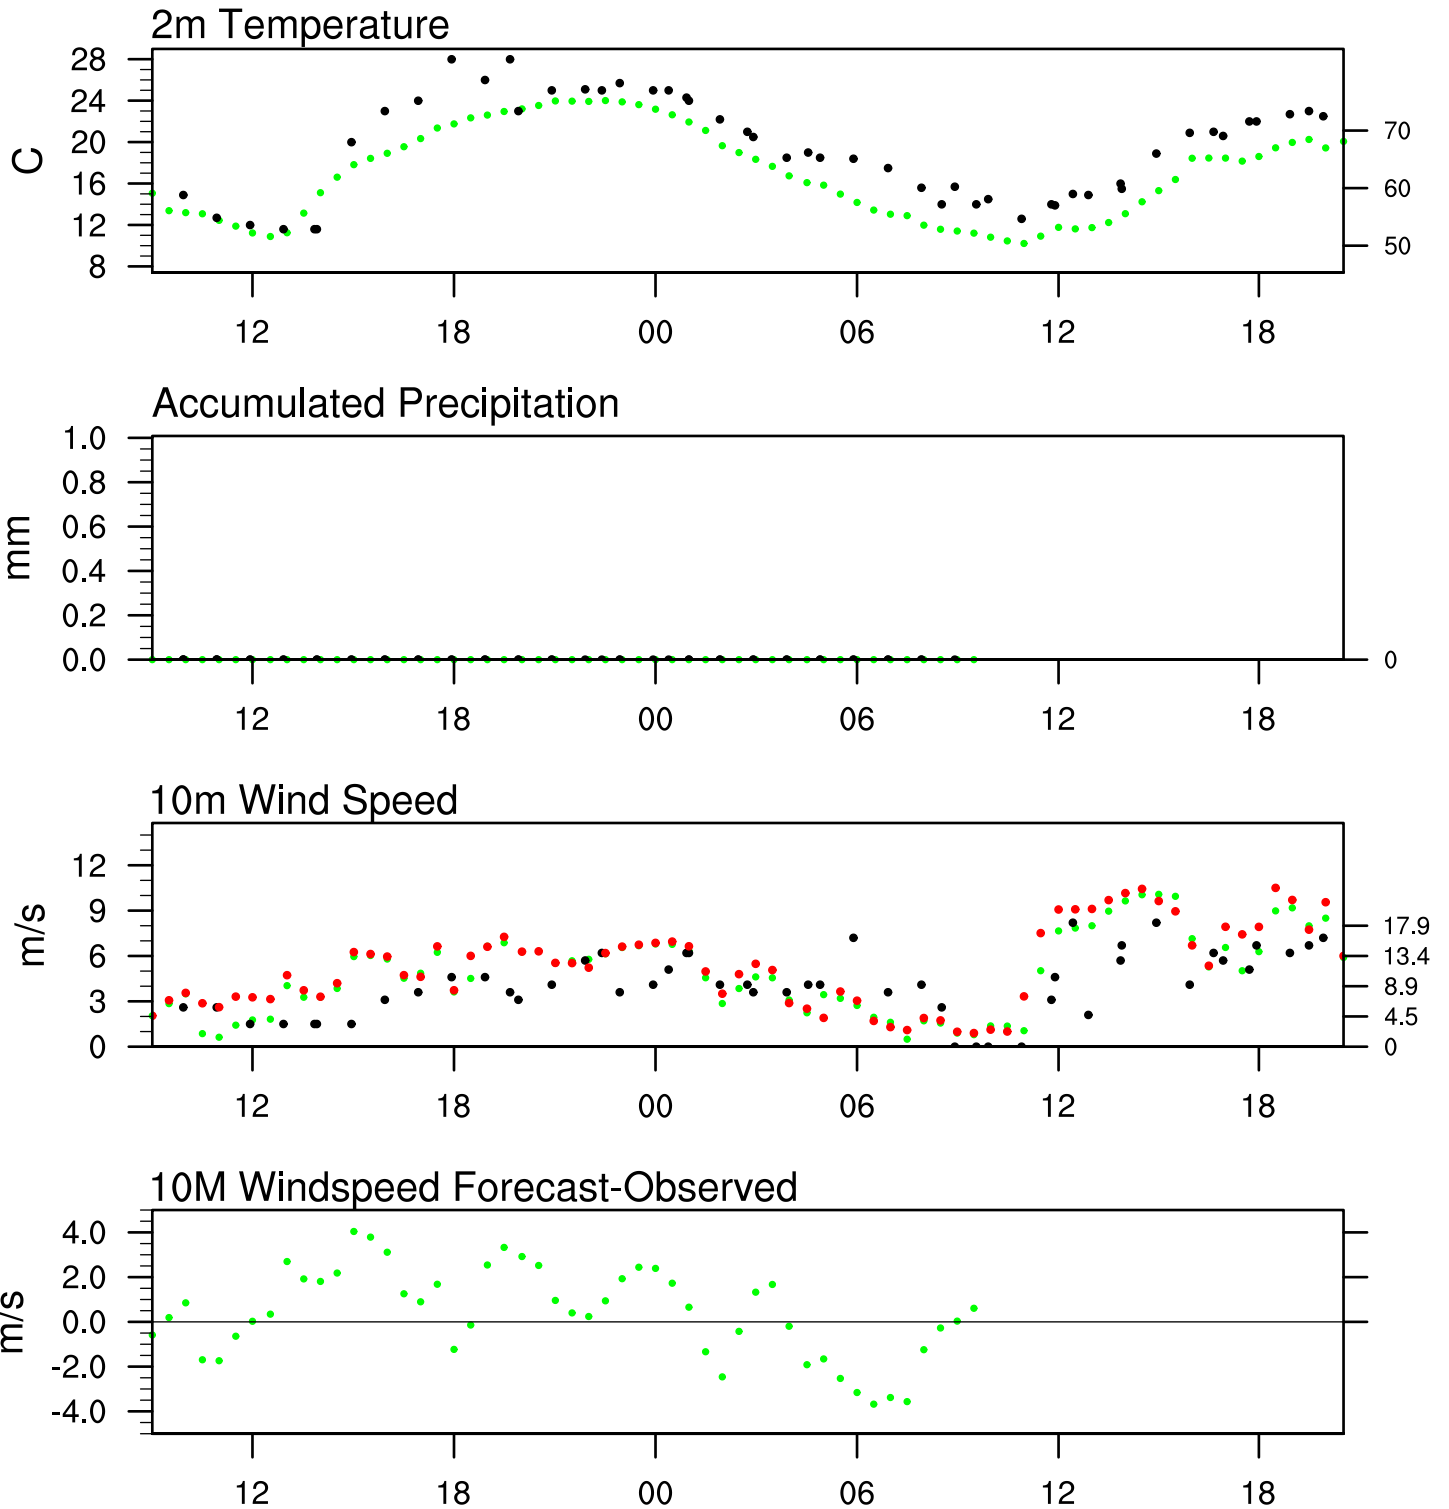 2m Temperature
28
24
20
16
12
8
C
70
60
50
12 18 00 06 12 18
Accumulated Precipitation
1.0
0.8
0.6
0.4
0.2
0.0
mm
0
12 18 00 06 12 18
10m Wind Speed
12
9
6
3
0
m/s
17.9
13.4
8.9
4.5
0
12 18 00 06 12 18
10M Windspeed Forecast-Observed
4.0
2.0
0.0
-2.0
-4.0
m/s
12 18 00 06 12 18